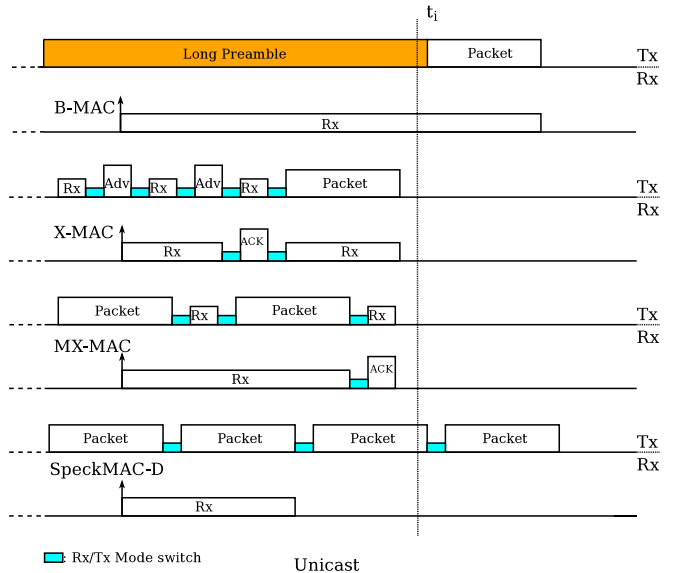 t_i
Long Preamble Packet Tx
Rx
B-MAC
Rx
Rx Adv Rx Adv Rx Packet Tx
Rx
X-MAC
Rx ACK Rx
Packet Rx Packet Rx Tx
Rx
MX-MAC
Rx ACK
Packet Packet Packet Packet Tx
Rx
SpeckMAC-D
Rx
: Rx/Tx Mode switch
Unicast